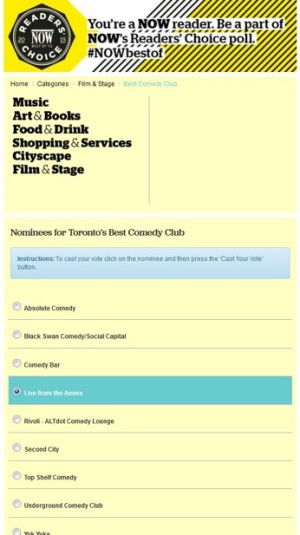 READERS'
20 NOW 13
BEST OF T.O.
CHOICE
You're a NOW reader. Be a part of
NOW's Readers' Choice poll.
#NOWbestof
Home / Categories / Film & Stage / Best Comedy Club
Music
Art & Books
Food & Drink
Shopping & Services
Cityscape
Film & Stage
Nominees for Toronto's Best Comedy Club
Instructions: To cast your vote click on the nominee and then press the 'Cast Your Vote'
button.
Absolute Comedy
Black Swan Comedy/Social Capital
Comedy Bar
Live from the Annex
Rivoli - ALTdot Comedy Lounge
Second City
Top Shelf Comedy
Underground Comedy Club
Yuk Yuks